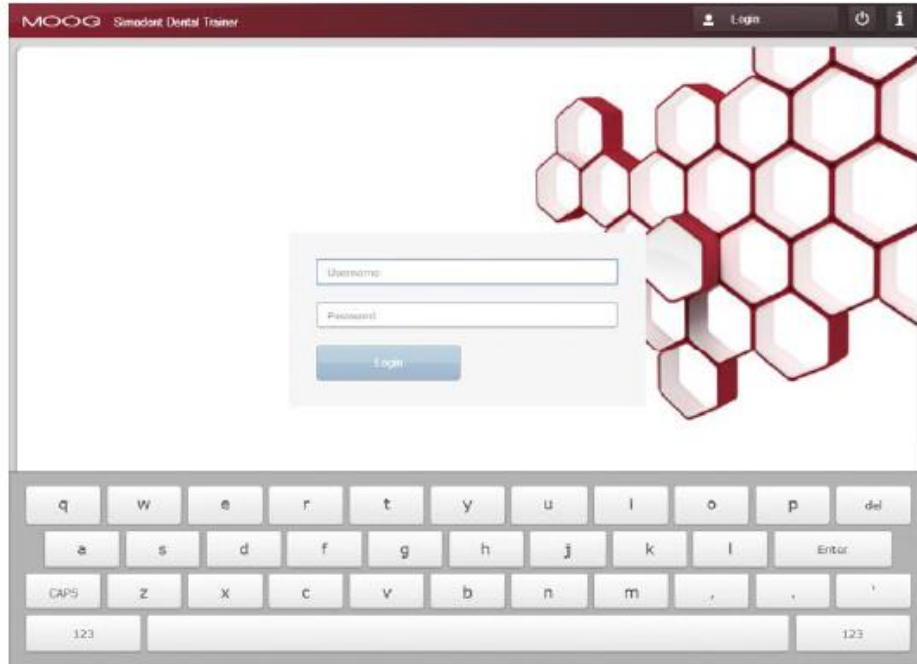 MOOG Simodont Dental Trainer Login i
Username
Password
Login
q w e r t y u i o p del
a s d f g h j k l Enter
CAPS z x c v b n m , . '
123 123